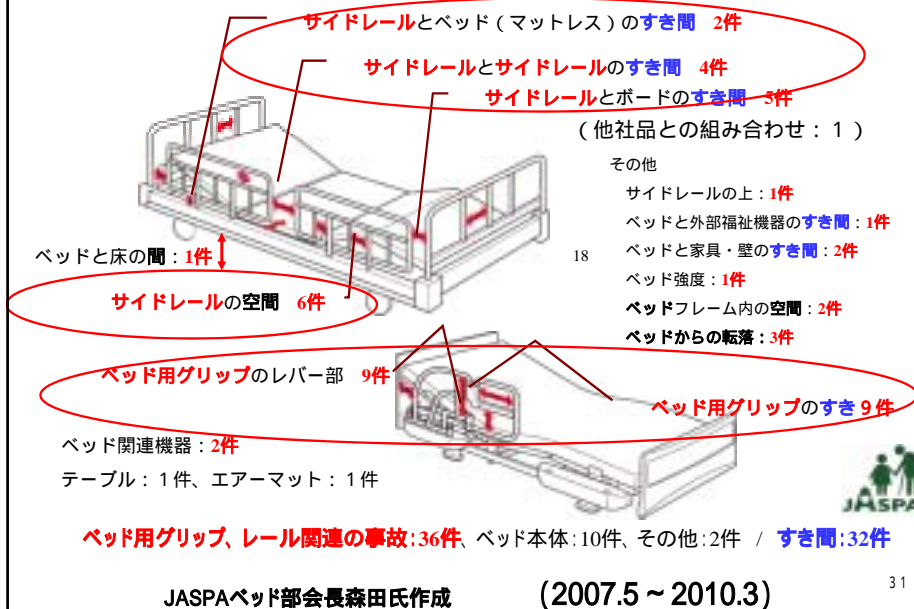 サイドレールとベッド（マットレス）のすき間　2件
サイドレールとサイドレールのすき間　4件
サイドレールとボードのすき間　5件
（他社品との組み合わせ：１）
その他
サイドレールの上：1件
ベッドと外部福祉機器のすき間：1件
ベッドと床の間：1件
18
ベッドと家具・壁のすき間：2件
ベッド強度：1件
サイドレールの空間　6件
ベッドフレーム内の空間：2件
ベッドからの転落：3件
ベッド用グリップのレバー部　9件
ベッド用グリップのすき９件
ベッド関連機器：2件
テーブル：１件、エアーマット：１件
JASPA
ベッド用グリップ、レール関連の事故：36件、ベッド本体：10件、その他：2件　/　すき間：32件
JASPAベッド部会長森田氏作成　（2007.5～2010.3）
31